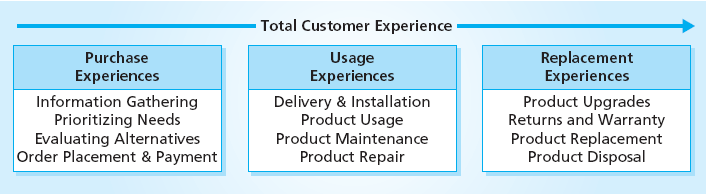 Total Customer Experience
Purchase
Experiences
Information Gathering
Prioritizing Needs
Evaluating Alternatives
Order Placement & Payment
Usage
Experiences
Delivery & Installation
Product Usage
Product Maintenance
Product Repair
Replacement
Experiences
Product Upgrades
Returns and Warranty
Product Replacement
Product Disposal